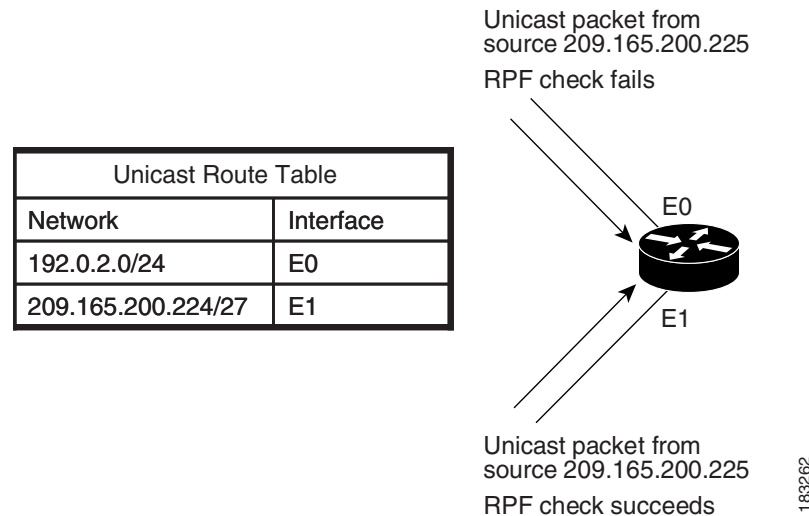 Unicast packet from
source 209.165.200.225
RPF check fails
Unicast Route Table
Network Interface
192.0.2.0/24 E0
209.165.200.224/27 E1
E0
E1
Unicast packet from
source 209.165.200.225
RPF check succeeds
183262